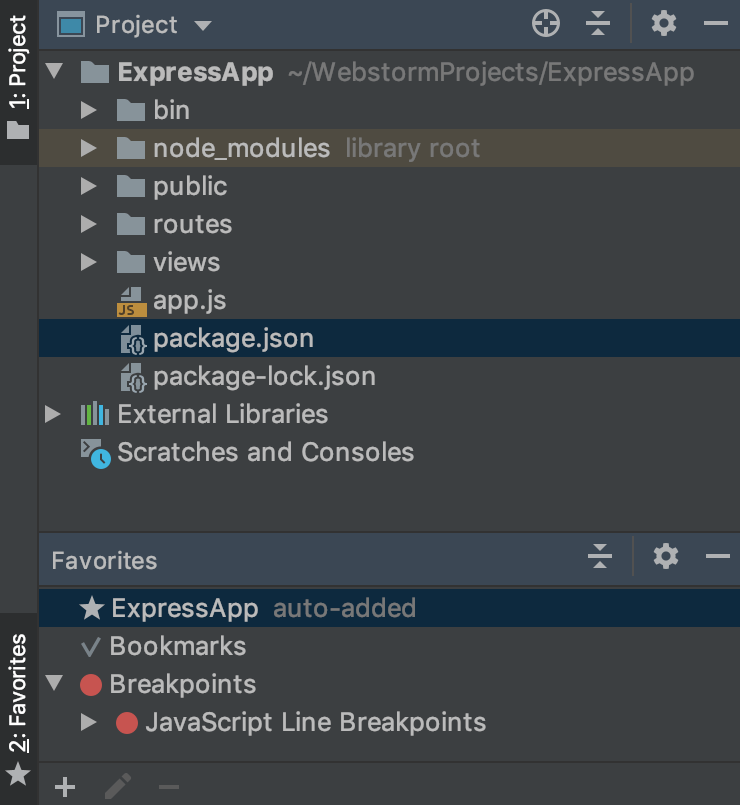 1: Project
Project
ExpressApp ~/WebstormProjects/ExpressApp
bin
node_modules library root
public
routes
views
JS app.js
package.json
package-lock.json
External Libraries
Scratches and Consoles
2: Favorites
Favorites
ExpressApp auto-added
Bookmarks
Breakpoints
JavaScript Line Breakpoints